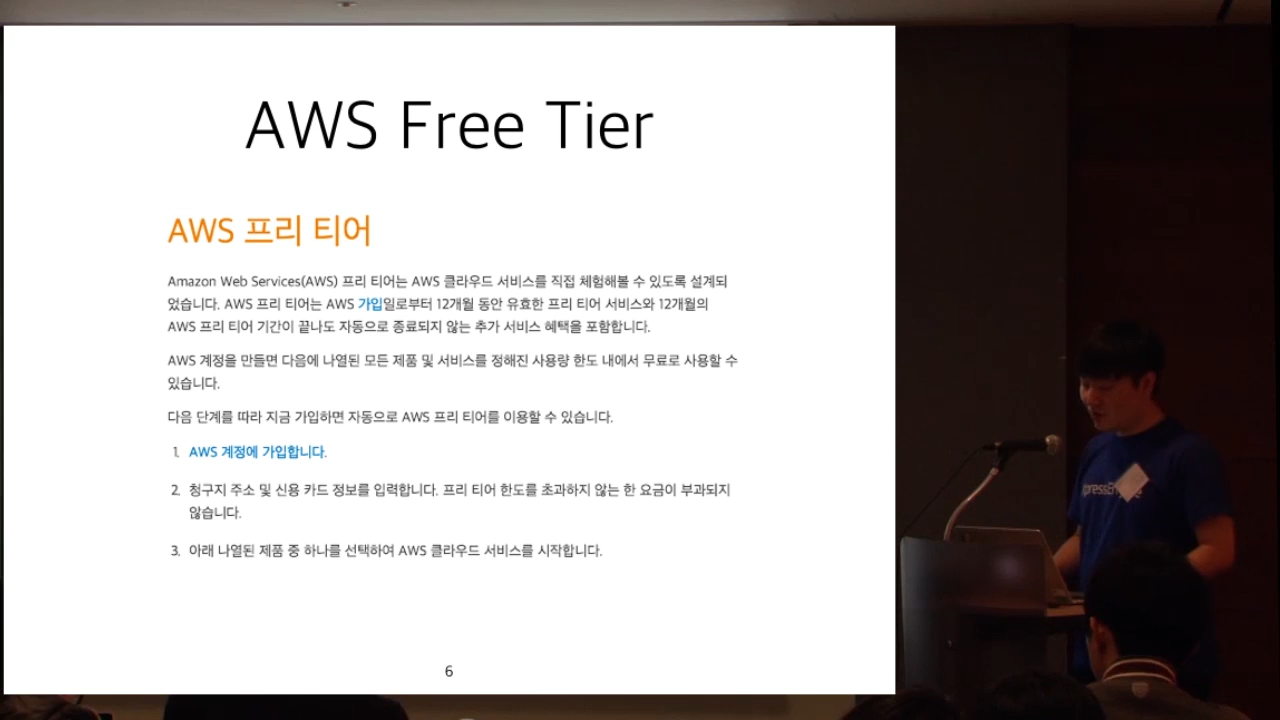 AWS Free Tier
AWS 프리 티어
Amazon Web Services(AWS) 프리 티어는 AWS 클라우드 서비스를 직접 체험해볼 수 있도록 설계되
었습니다. AWS 프리 티어는 AWS 가입일로부터 12개월 동안 유효한 프리 티어 서비스와 12개월의
AWS 프리 티어 기간이 끝나도 자동으로 종료되지 않는 추가 서비스 혜택을 포함합니다.
AWS 계정을 만들면 다음에 나열된 모든 제품 및 서비스를 정해진 사용량 한도 내에서 무료로 사용할 수
있습니다.
다음 단계를 따라 지금 가입하면 자동으로 AWS 프리 티어를 이용할 수 있습니다.
1. AWS 계정에 가입합니다.
2. 청구지 주소 및 신용 카드 정보를 입력합니다. 프리 티어 한도를 초과하지 않는 한 요금이 부과되지
않습니다.
3. 아래 나열된 제품 중 하나를 선택하여 AWS 클라우드 서비스를 시작합니다.
6